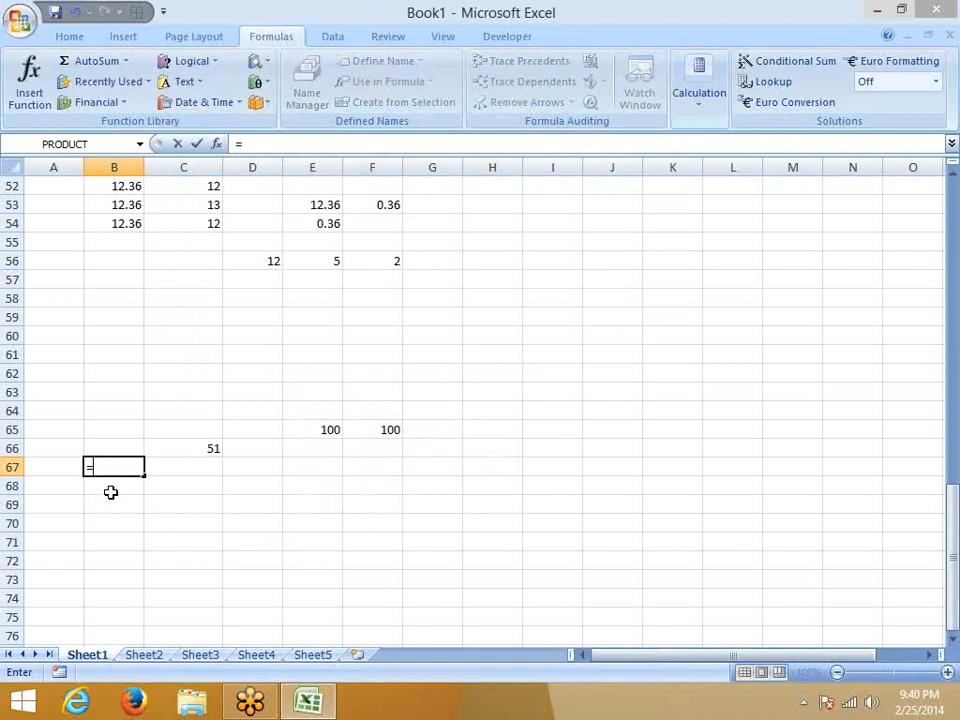 Book1 - Microsoft Excel
Home Insert Page Layout Formulas Data Review View Developer
fx Insert Function
Σ AutoSum
Recently Used
Financial
Logical
Text
Date & Time
θ
Function Library
Name Manager
Define Name
Use in Formula
Create from Selection
Defined Names
Trace Precedents
Trace Dependents
Remove Arrows
Watch Window
Formula Auditing
Calculation
Conditional Sum
Lookup
Euro Conversion
Euro Formatting
Off
Solutions
PRODUCT fx =
A B C D E F G H I J K L M N O
52 12.36 12
53 12.36 13 12.36 0.36
54 12.36 12 0.36
55
56 12 5 2
57
58
59
60
61
62
63
64
65 100 100
66 51
67 =
68
69
70
71
72
73
74
75
76
Sheet1 Sheet2 Sheet3 Sheet4 Sheet5
Enter 100%
9:40 PM
2/25/2014